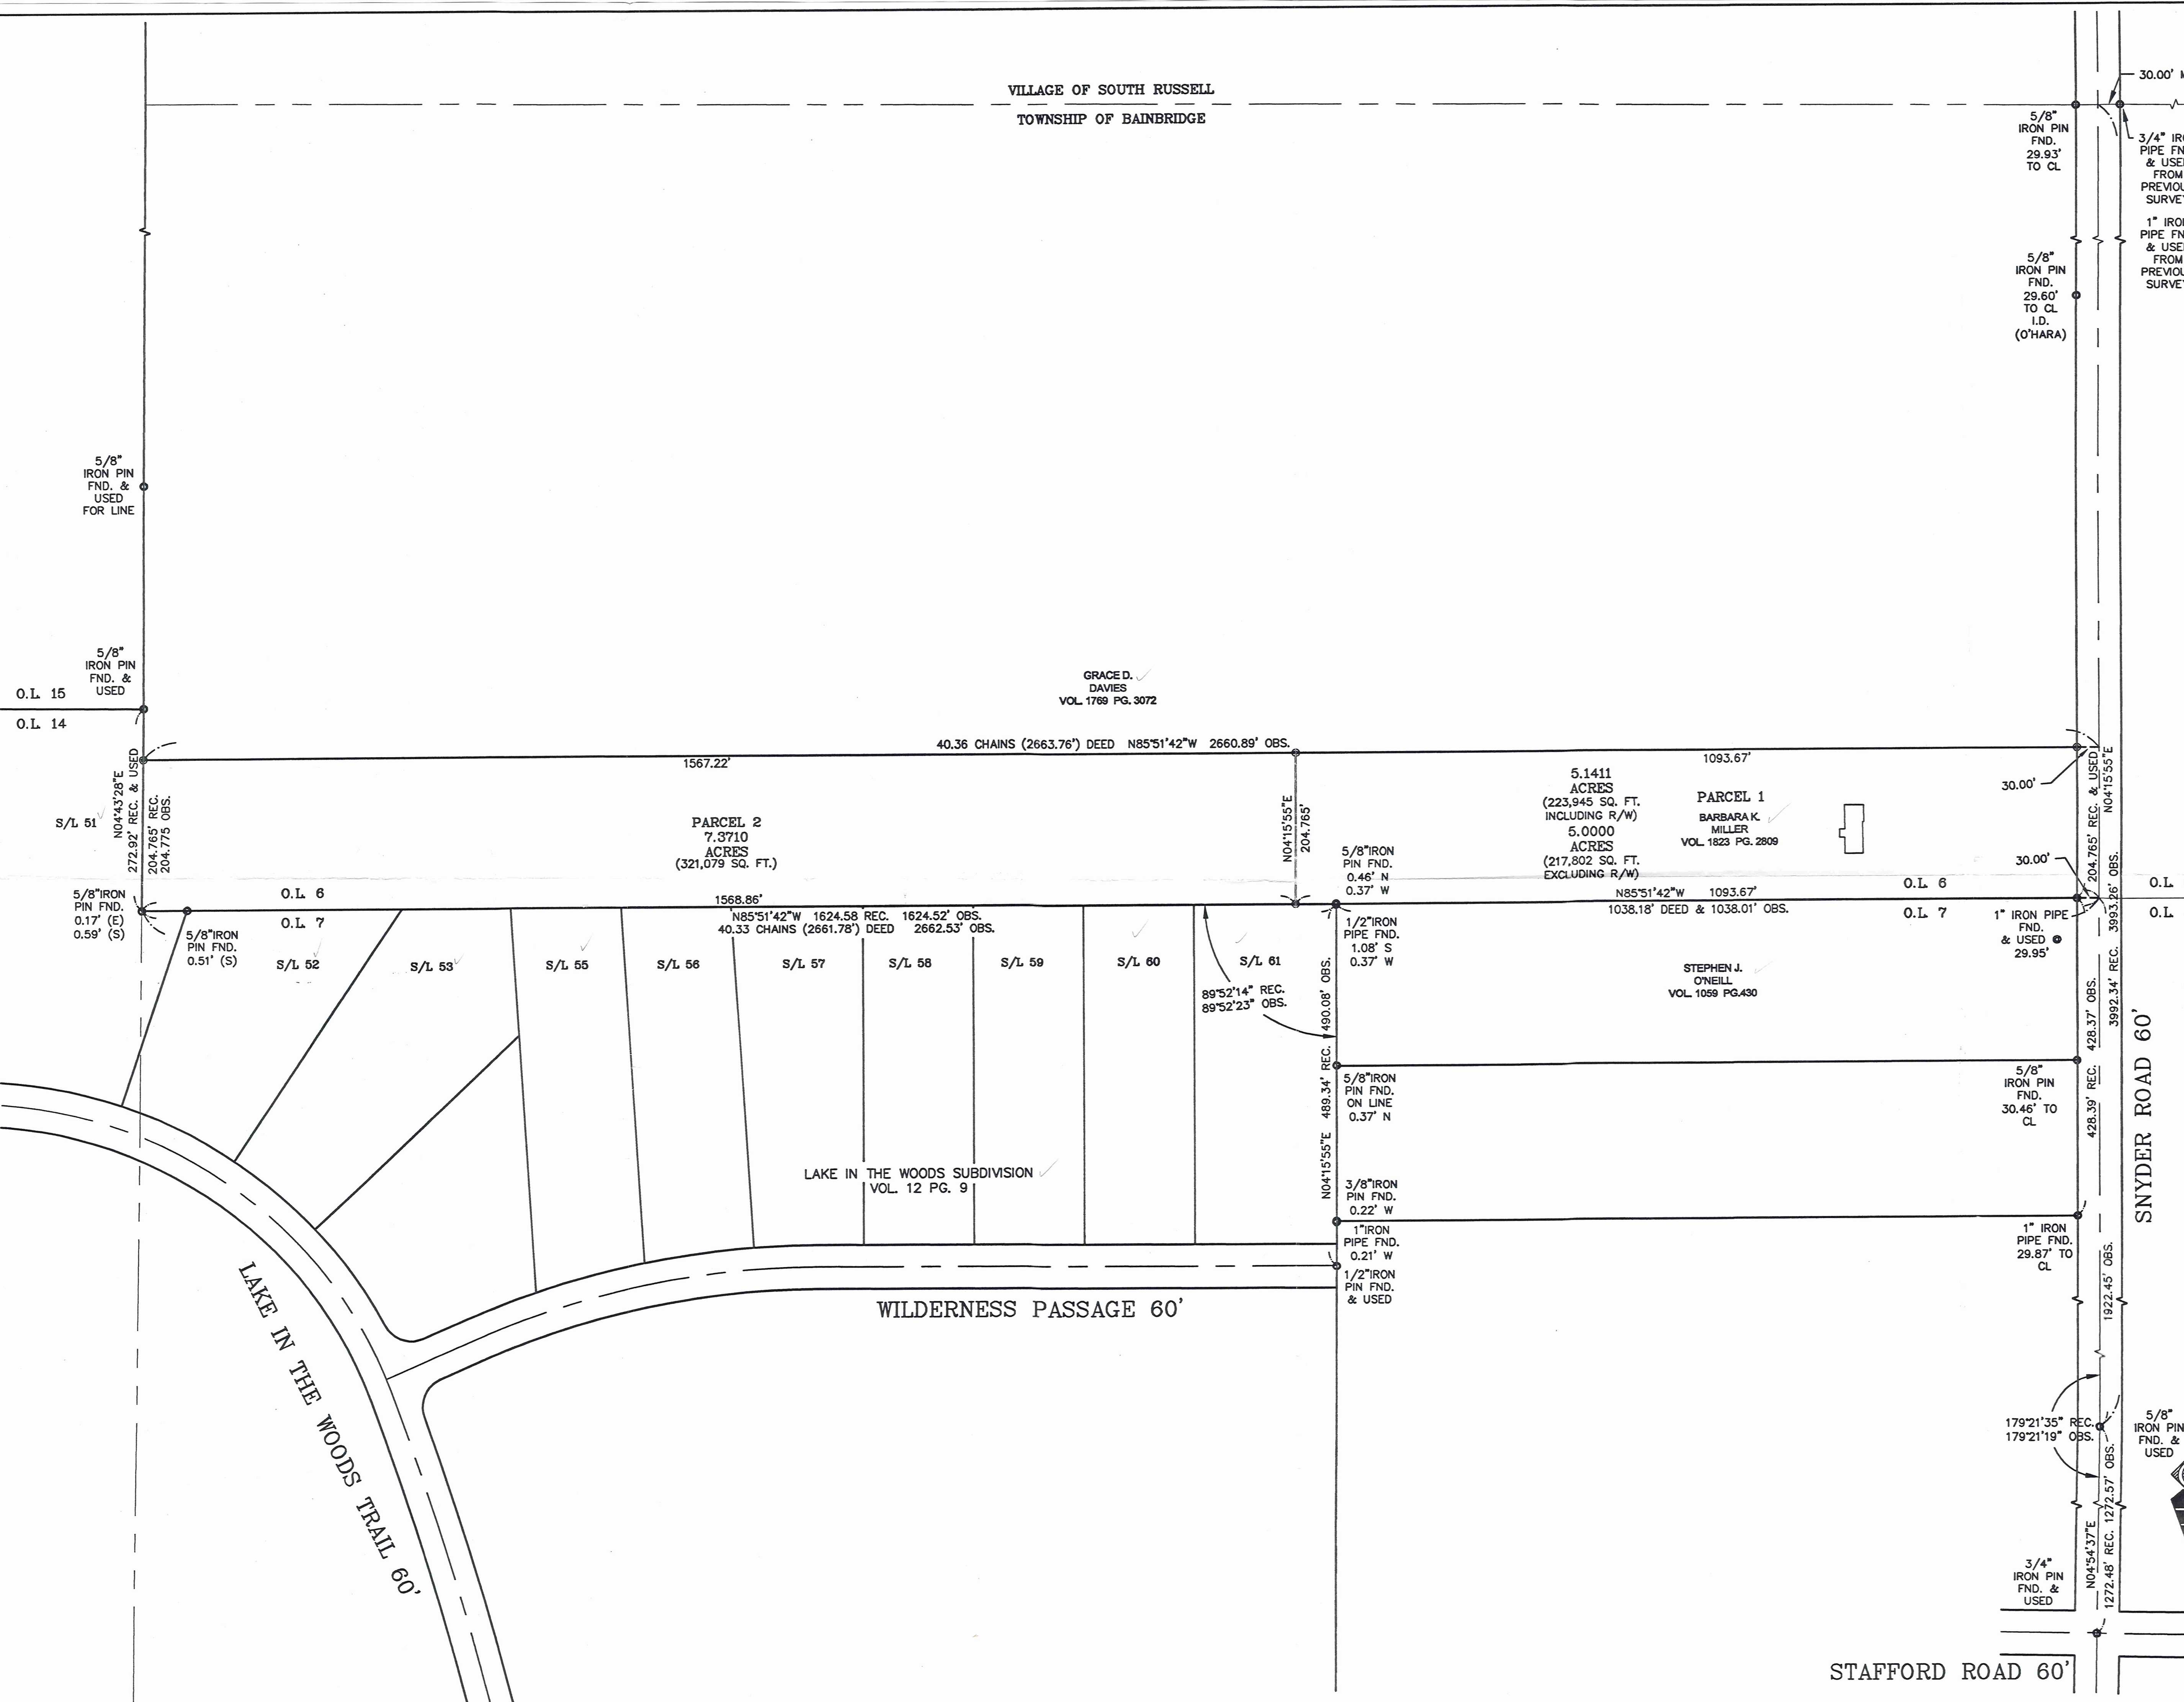 VILLAGE OF SOUTH RUSSELL
TOWNSHIP OF BAINBRIDGE
30.00'
5/8"
IRON PIN
FND.
29.93'
TO CL
3/4"
PIPE
&
FROM
1"
PIPE
&
FROM
5/8"
IRON PIN
FND.
29.60'
TO CL
I.D.
(O'HARA)
5/8"
IRON PIN
FND. &
USED
FOR LINE
5/8"
IRON PIN
FND. &
USED
O.L. 15
O.L. 14
GRACE D.
DAVIES
VOL. 1769 PG. 3072
40.36 CHAINS (2663.76') DEED N85°51'42"W 2660.89' OBS.
1567.22'
1093.67'
S/L 51
N04°43'28"E
272.92' REC. & USED
204.765' REC.
204.775 OBS.
PARCEL 2
7.3710
ACRES
(321,079 SQ. FT.)
N04°15'55"E
204.765'
5.1411
ACRES
(223,945 SQ. FT.
INCLUDING R/W)
5.0000
ACRES
(217,802 SQ. FT.
EXCLUDING R/W)
PARCEL 1
BARBARA K.
MILLER
VOL. 1823 PG. 2809
30.00'
30.00'
204.765' REC. & USED
N04°15'55"E
5/8"IRON
PIN FND.
0.46' N
0.37' W
5/8"IRON
PIN FND.
0.17' (E)
0.59' (S)
O.L. 6
O.L. 7
1568.86'
N85°51'42"W 1624.58 REC. 1624.52' OBS.
40.33 CHAINS (2661.78') DEED 2662.53' OBS.
N85°51'42"W 1093.67'
1038.18' DEED & 1038.01' OBS.
O.L. 6
O.L. 7
O.L.
O.L.
5/8"IRON
PIN FND.
0.51' (S)
1/2"IRON
PIPE FND.
1.08' S
0.37' W
1" IRON PIPE
FND.
& USED @
29.95'
S/L 52
S/L 53
S/L 55
S/L 56
S/L 57
S/L 58
S/L 59
S/L 60
S/L 61
89°52'14" REC.
89°52'23" OBS.
STEPHEN J.
O'NEILL
VOL. 1059 PG.430
N04°15'55"E 489.34' REC. 490.08' OBS.
428.39' REC. 428.37' OBS.
3992.34' REC. 3993.26' OBS.
SNYDER ROAD 60'
5/8"IRON
PIN FND.
ON LINE
0.37' N
5/8"
IRON PIN
FND.
30.46' TO
CL
LAKE IN THE WOODS SUBDIVISION
VOL. 12 PG. 9
3/8"IRON
PIN FND.
0.22' W
1"IRON
PIPE FND.
0.21' W
1/2"IRON
PIN FND.
& USED
1" IRON
PIPE FND.
29.87' TO
CL
1922.45' OBS.
WILDERNESS PASSAGE 60'
LAKE IN THE WOODS TRAIL 60'
179°21'35" REC.
179°21'19" OBS.
5/8"
IRON PIN
FND. &
USED
N04°54'37"E
1272.48' REC. 1272.57' OBS.
3/4"
IRON PIN
FND. &
USED
STAFFORD ROAD 60'